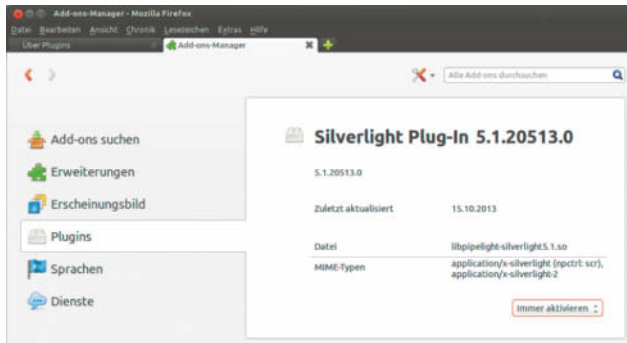 Add-ons-Manager - Mozilla Firefox
Datei Bearbeiten Ansicht Chronik Lesezeichen Extras Hilfe
Über Plugins
Add-ons-Manager
Alle Add-ons durchsuchen
Add-ons suchen
Erweiterungen
Erscheinungsbild
Plugins
Sprachen
Dienste
Silverlight Plug-In 5.1.20513.0
5.1.20513.0
Zuletzt aktualisiert 15.10.2013
Datei libpipelight-silverlight5.1.so
MIME-Typen application/x-silverlight (npctrl: scr),
application/x-silverlight-2
Immer aktivieren